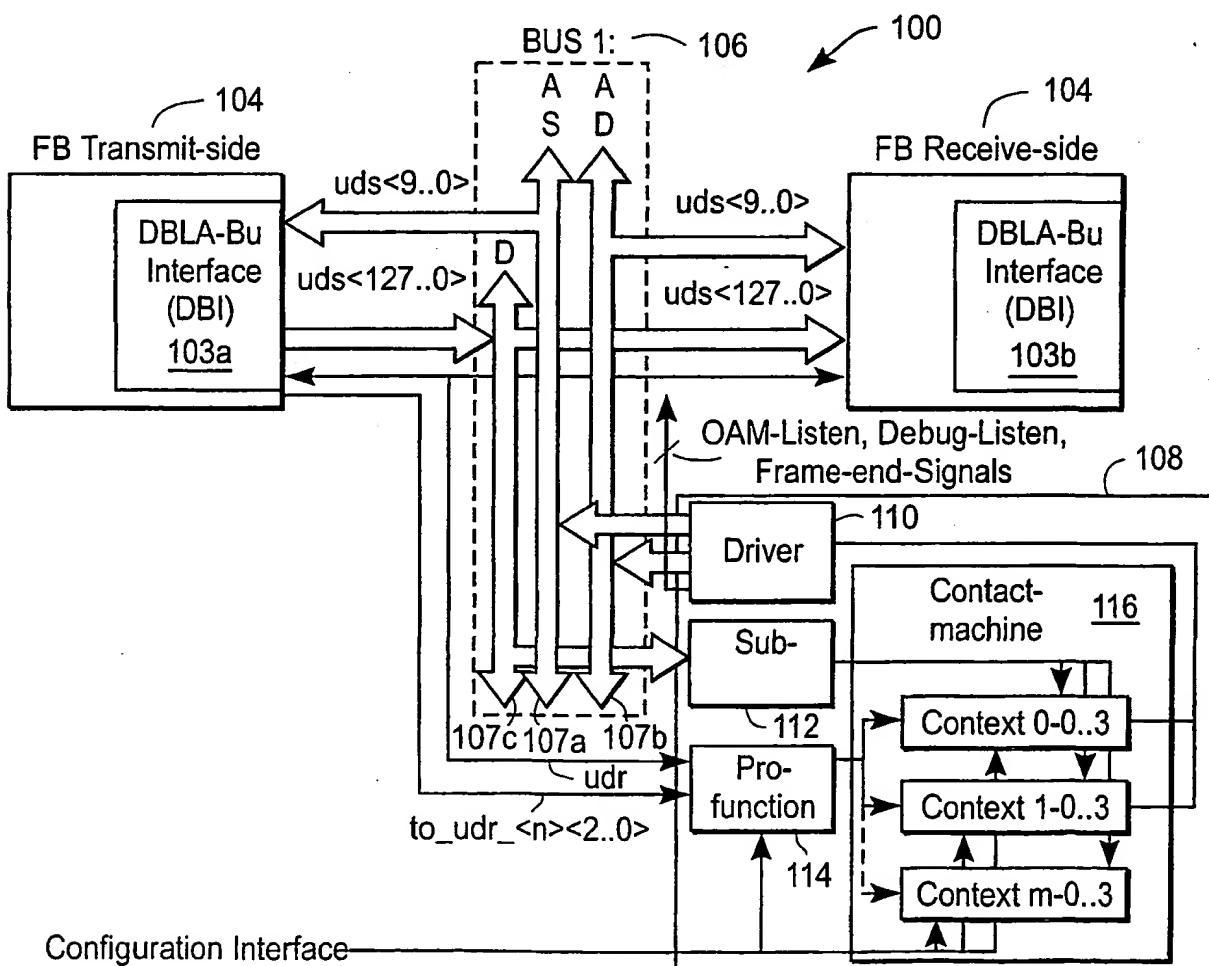 BUS 1:
106
100
104
FB Transmit-side
A
S
A
D
104
FB Receive-side
uds<9..0>
uds<9..0>
DBLA-Bu
Interface
(DBI)
103a
D
uds<127..0>
uds<127..0>
DBLA-Bu
Interface
(DBI)
103b
OAM-Listen, Debug-Listen,
Frame-end-Signals
108
110
Driver
Contact-
machine
116
Sub-
112
107c
107a
107b
udr
to_udr_<n><2..0>
Pro-
function
114
Context 0-0..3
Context 1-0..3
Context m-0..3
Configuration Interface